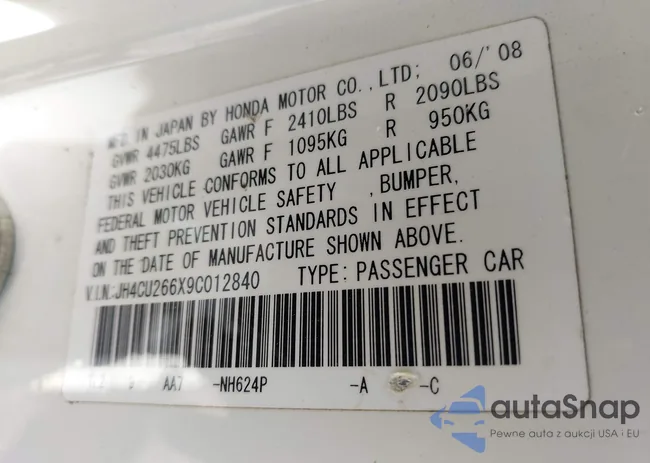 MFD. IN JAPAN BY HONDA MOTOR CO.,LTD; 06/'08
GVWR 4475LBS GAWR F 2410LBS R 2090LBS
GVWR 2030KG GAWR F 1095KG R 950KG
THIS VEHICLE CONFORMS TO ALL APPLICABLE
FEDERAL MOTOR VEHICLE SAFETY ,BUMPER,
AND THEFT PREVENTION STANDARDS IN EFFECT
ON THE DATE OF MANUFACTURE SHOWN ABOVE.
V.I.N:JH4CU266X9C012840 TYPE:PASSENGER CAR
9 AA7 -NH624P -A -C
autaSnap
Pewne auta z aukcji USA i EU